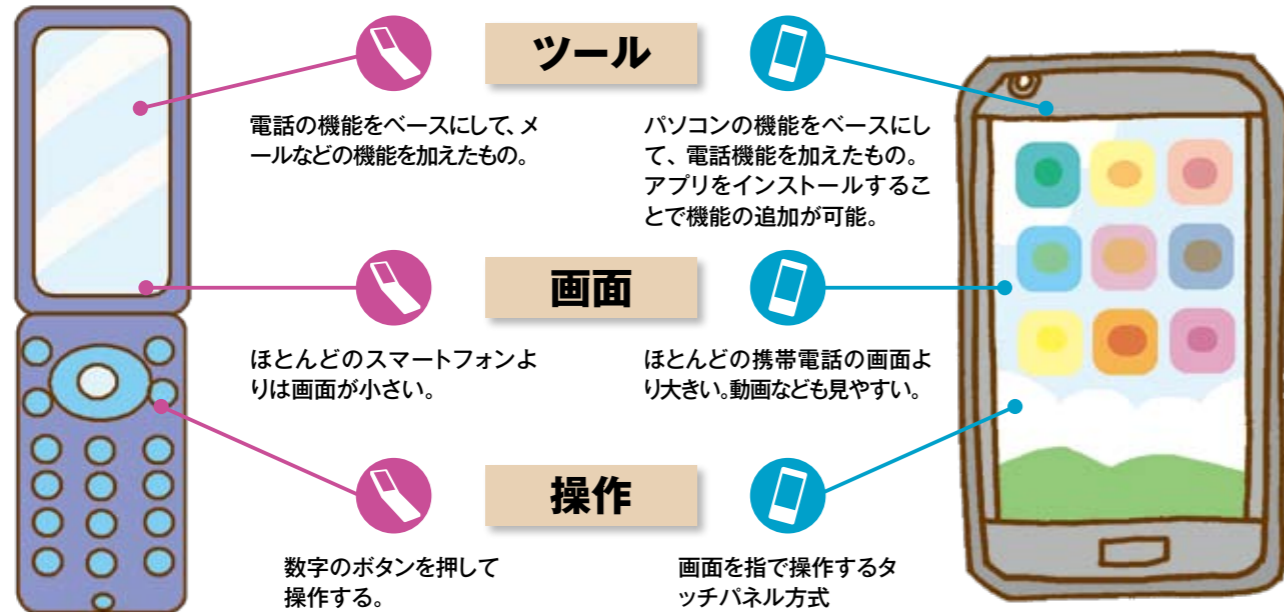 ツール
電話の機能をベースにして、メ
ールなどの機能を加えたもの。
パソコンの機能をベースにし
て、電話機能を加えたもの。
アプリをインストールするこ
とで機能の追加が可能。
画面
ほとんどのスマートフォンよ
りは画面が小さい。
ほとんどの携帯電話の画面よ
り大きい。動画なども見やすい。
操作
数字のボタンを押して
操作する。
画面を指で操作するタ
ッチパネル方式